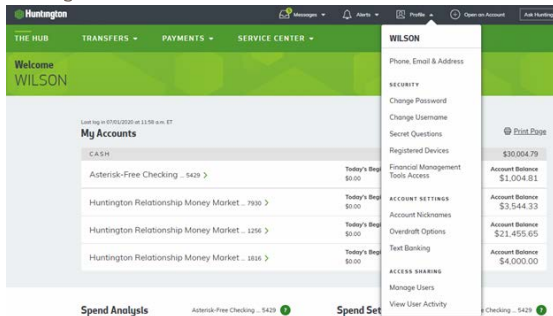 Huntington
Messages
Alerts
Profile
Open an Account
Ask Hunting
THE HUB
TRANSFERS
PAYMENTS
SERVICE CENTER
WILSON
Welcome
WILSON
Phone, Email & Address
SECURITY
Change Password
Change Username
Secret Questions
Registered Devices
Financial Management
Tools Access
ACCOUNT SETTINGS
Account Nicknames
Overdraft Options
Text Banking
ACCESS SHARING
Manage Users
View User Activity
Last log in 07/01/2020 at 11:58 a.m. ET
My Accounts
Print Page
CASH
$30,004.79
Asterisk-Free Checking ... 5429 >
Today's Begi
$0.00
Account Balance
$1,004.81
Huntington Relationship Money Market ... 7930 >
Today's Begi
$0.00
Account Balance
$3,544.33
Huntington Relationship Money Market ... 1256 >
Today's Begi
$0.00
Account Balance
$21,455.65
Huntington Relationship Money Market ... 1816 >
Today's Begi
$0.00
Account Balance
$4,000.00
Spend Analysis
Asterisk-Free Checking ... 5429
?
Spend Set
e Checking ... 5429
?